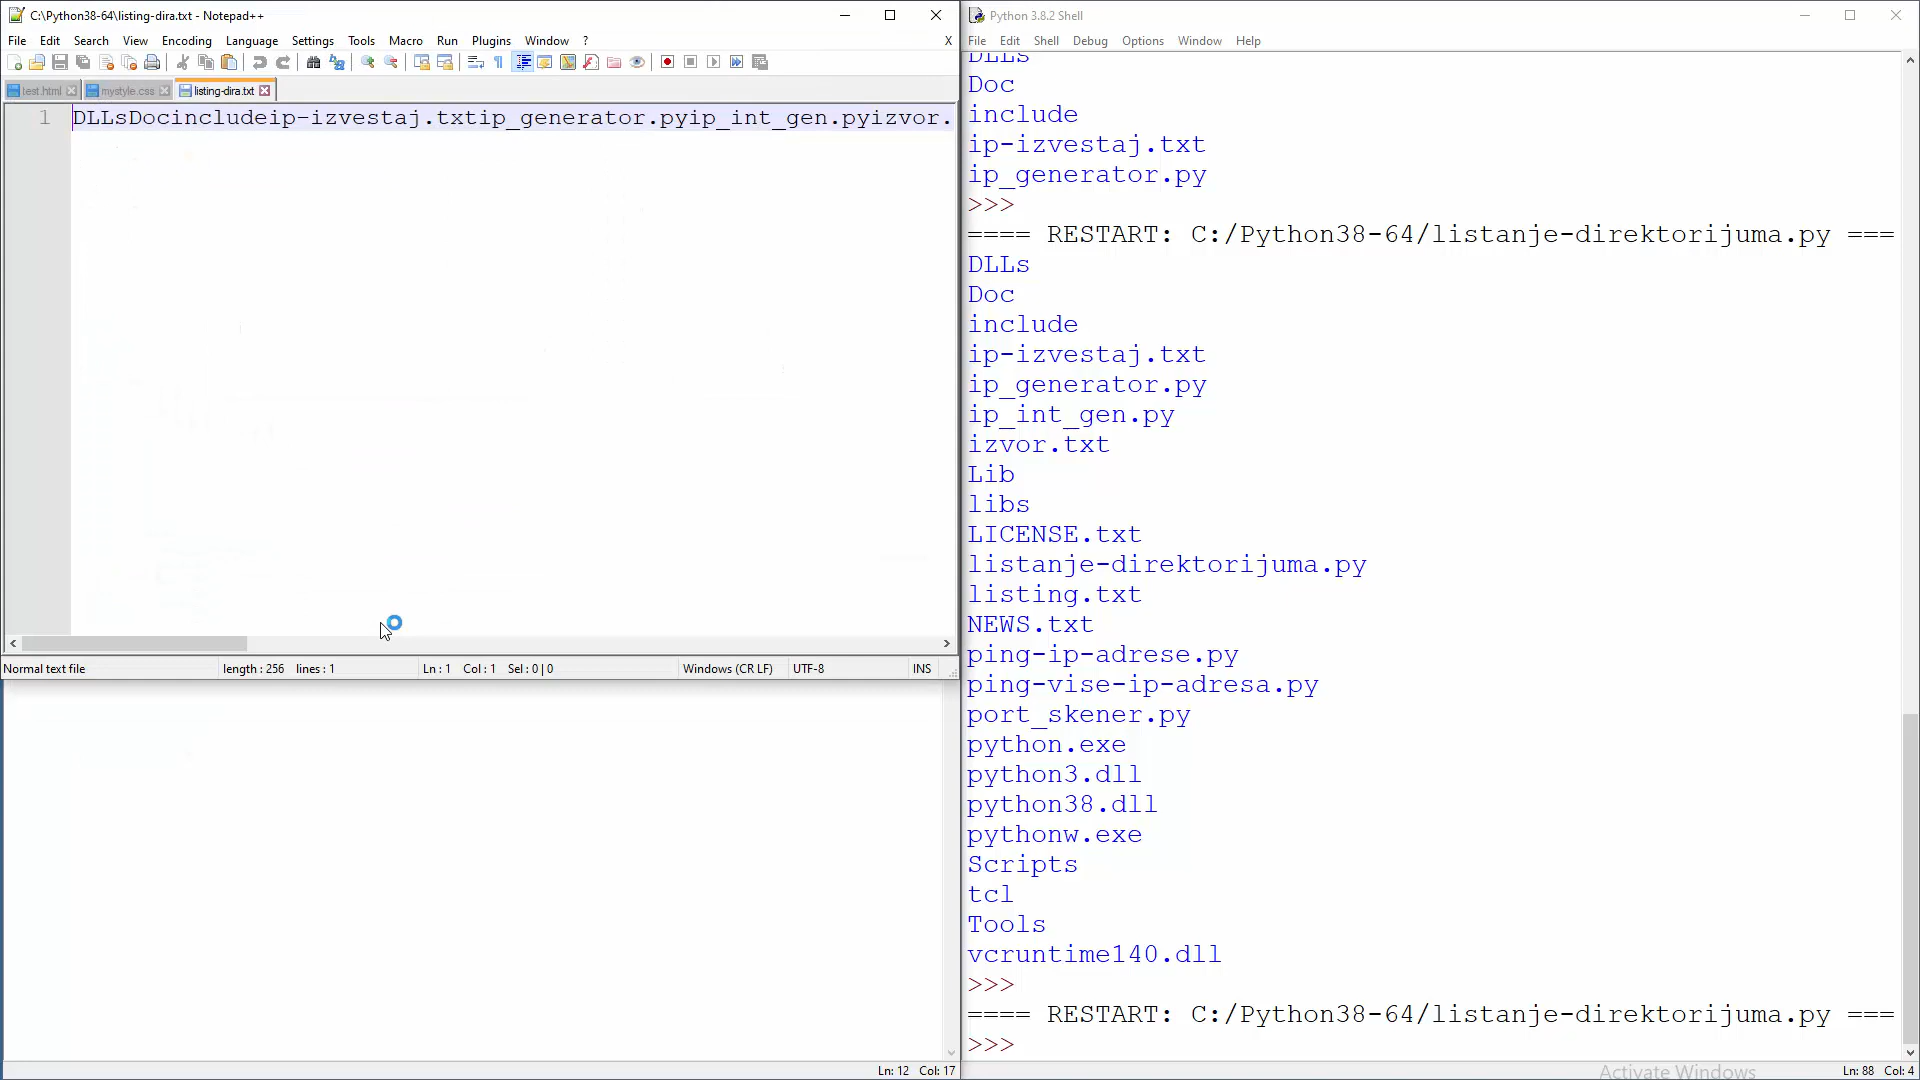 C:\Python38-64\listing-dira.txt - Notepad++
File Edit Search View Encoding Language Settings Tools Macro Run Plugins Window ? X
test.html mystyle.css listing-dira.txt
1 DLLsDocincludeip-izvestaj.txtip_generator.pyip_int_gen.pyizvor.
Normal text file length : 256 lines : 1 Ln : 1 Col : 1 Sel : 0 | 0 Windows (CR LF) UTF-8 INS
Ln: 12 Col: 17
Python 3.8.2 Shell
File Edit Shell Debug Options Window Help
DLLs
Doc
include
ip-izvestaj.txt
ip_generator.py
>>>
==== RESTART: C:/Python38-64/listanje-direktorijuma.py ===
DLLs
Doc
include
ip-izvestaj.txt
ip_generator.py
ip_int_gen.py
izvor.txt
Lib
libs
LICENSE.txt
listanje-direktorijuma.py
listing.txt
NEWS.txt
ping-ip-adrese.py
ping-vise-ip-adresa.py
port_skener.py
python.exe
python3.dll
python38.dll
pythonw.exe
Scripts
tcl
Tools
vcruntime140.dll
>>>
==== RESTART: C:/Python38-64/listanje-direktorijuma.py ===
>>>
Activate Windows
Ln: 88 Col: 4